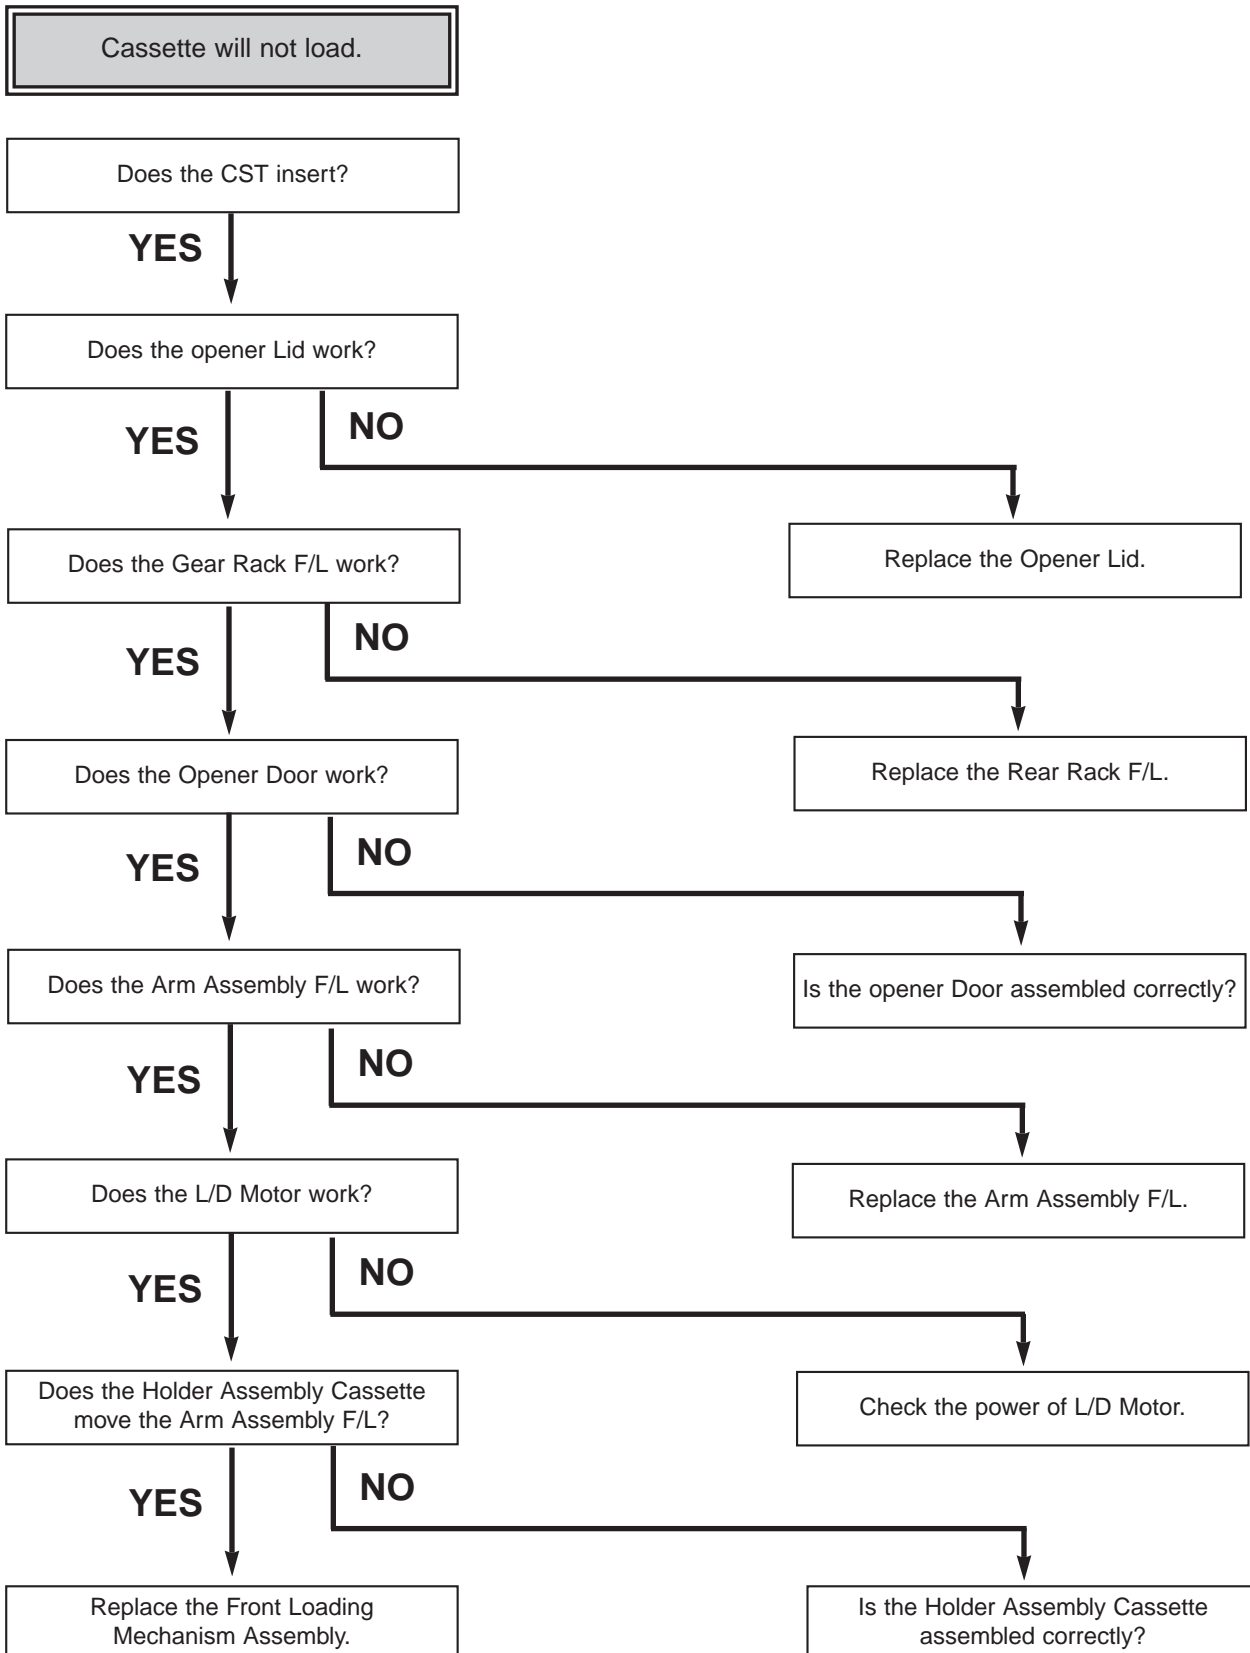 Cassette will not load.
Does the CST insert?
YES
Does the opener Lid work?
YES
NO
Does the Gear Rack F/L work?
Replace the Opener Lid.
YES
NO
Does the Opener Door work?
Replace the Rear Rack F/L.
YES
NO
Does the Arm Assembly F/L work?
Is the opener Door assembled correctly?
YES
NO
Does the L/D Motor work?
Replace the Arm Assembly F/L.
YES
NO
Does the Holder Assembly Cassette
move the Arm Assembly F/L?
Check the power of L/D Motor.
YES
NO
Replace the Front Loading
Mechanism Assembly.
Is the Holder Assembly Cassette
assembled correctly?